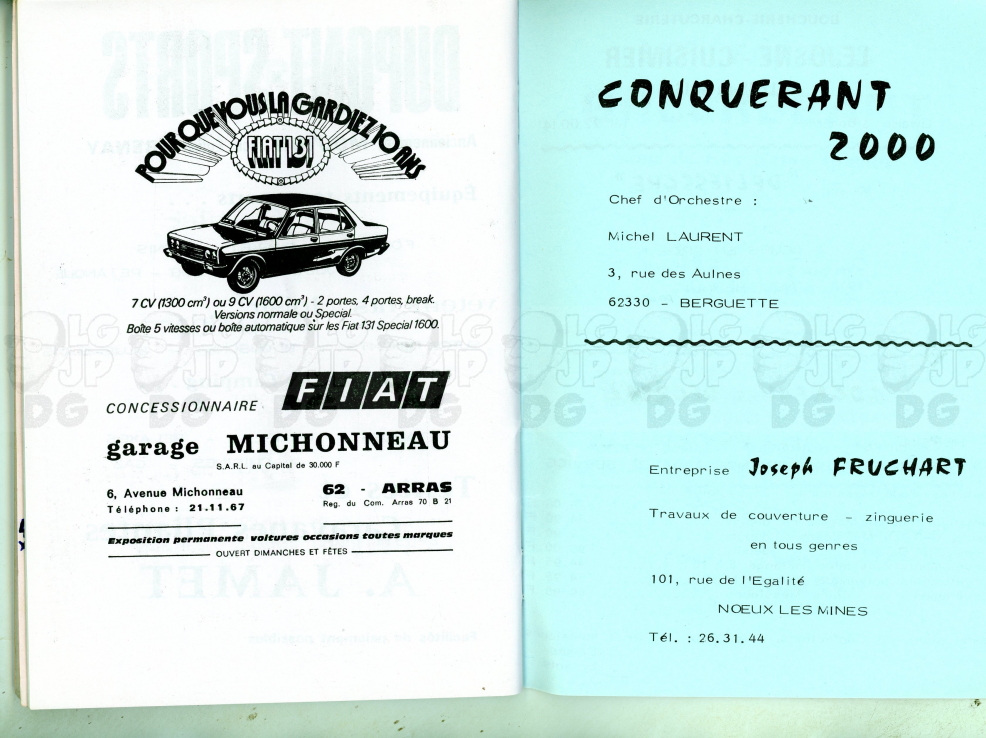 POUR QUE VOUS LA GARDIEZ 10 ANS
FIAT 131
7 CV (1300 cm³) ou 9 CV (1600 cm³) - 2 portes, 4 portes, break.
Versions normale ou Special.
Boîte 5 vitesses ou boîte automatique sur les Fiat 131 Special 1600.
CONCESSIONNAIRE FIAT
garage MICHONNEAU
S.A.R.L. au Capital de 30.000 F
6, Avenue Michonneau
Téléphone : 21.11.67
62 - ARRAS
Reg. du Com. Arras 70 B 21
Exposition permanente voitures occasions toutes marques
OUVERT DIMANCHES ET FÊTES
CONQUERANT
2000
Chef d'Orchestre :
Michel LAURENT
3, rue des Aulnes
62330 - BERGUETTE
Entreprise Joseph FRUCHART
Travaux de couverture - zinguerie
en tous genres
101, rue de l'Egalité
NOEUX LES MINES
Tél. : 26.31.44
LG JP DG